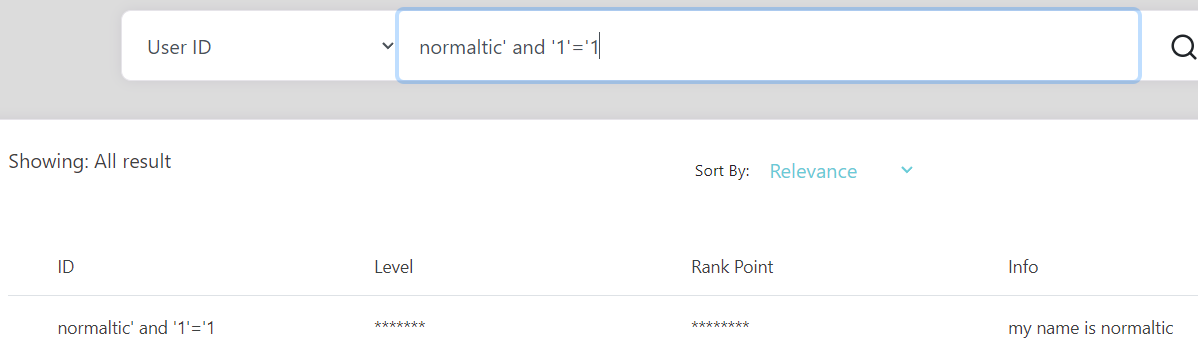 User ID normaltic' and '1'='1
Showing: All result
Sort By: Relevance
ID Level Rank Point Info
normaltic' and '1'='1 ******* ******** my name is normaltic